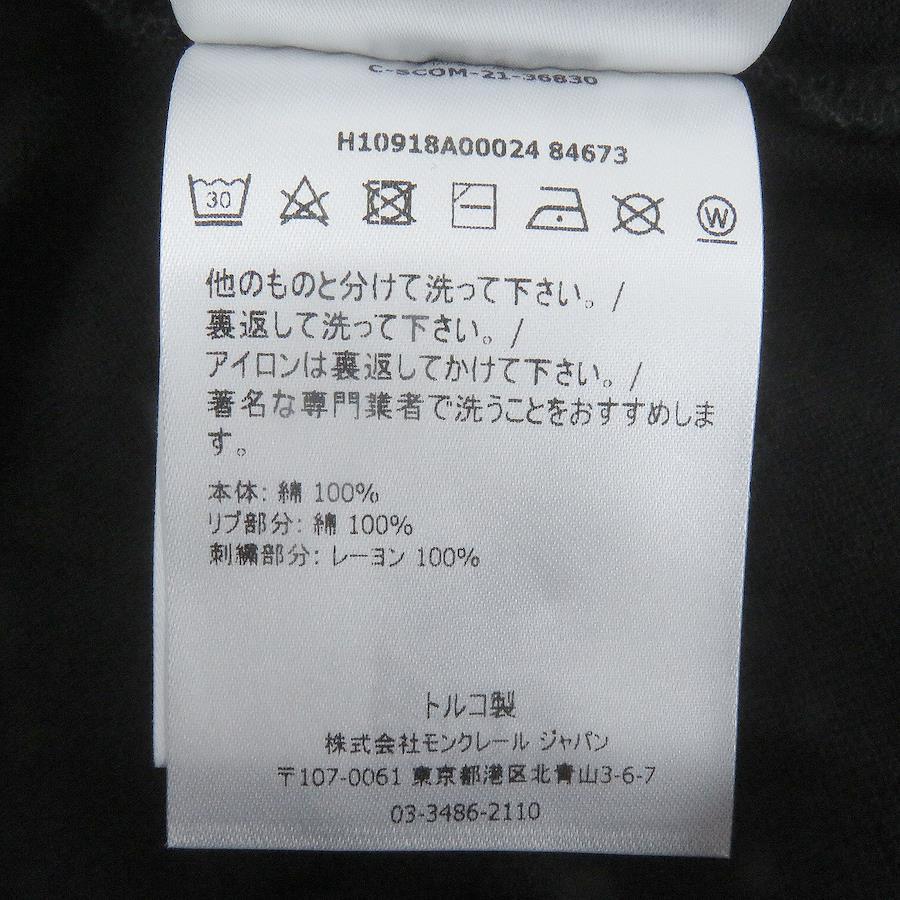 C-SCOM-21-36830
H10918A00024 84673
30
W
他のものと分けて洗って下さい。/
裏返して洗って下さい。/
アイロンは裏返してかけて下さい。/
著名な専門業者で洗うことをおすすめしま
す。
本体: 綿 100%
リブ部分: 綿 100%
刺繍部分: レーヨン 100%
トルコ製
株式会社モンクレール ジャパン
〒107-0061 東京都港区北青山3-6-7
03-3486-2110